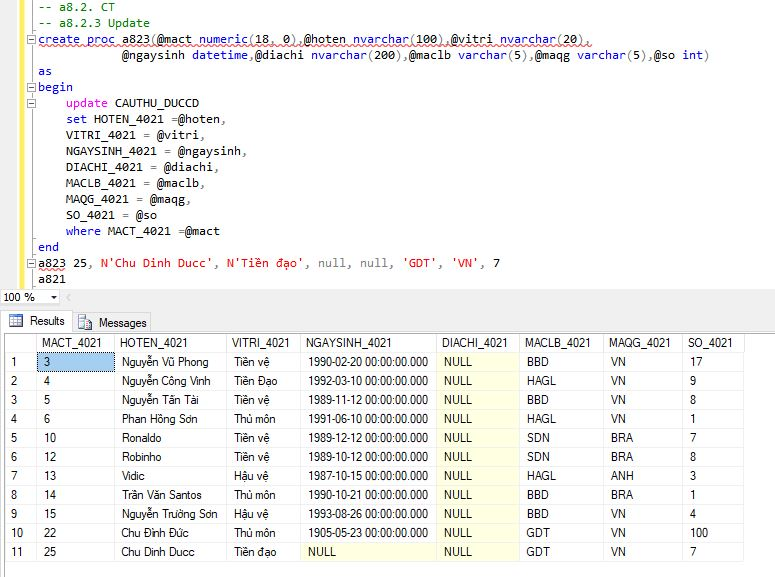 -- a8.2. CT
-- a8.2.3 Update
create proc a823(@mact numeric(18, 0),@hoten nvarchar(100),@vitri nvarchar(20),
@ngaysinh datetime,@diachi nvarchar(200),@maclb varchar(5),@maqg varchar(5),@so int)
as
begin
update CAUTHU_DUCCD
set HOTEN_4021 =@hoten,
VITRI_4021 = @vitri,
NGAYSINH_4021 = @ngaysinh,
DIACHI_4021 = @diachi,
MACLB_4021 = @maclb,
MAQG_4021 = @maqg,
SO_4021 = @so
where MACT_4021 =@mact
end
a823 25, N'Chu Dinh Ducc', N'Tiền đạo', null, null, 'GDT', 'VN', 7
a821
100 %
Results Messages
MACT_4021 HOTEN_4021 VITRI_4021 NGAYSINH_4021 DIACHI_4021 MACLB_4021 MAQG_4021 SO_4021
1 3 Nguyễn Vũ Phong Tiền vệ 1990-02-20 00:00:00.000 NULL BBD VN 17
2 4 Nguyễn Công Vinh Tiền Đạo 1992-03-10 00:00:00.000 NULL HAGL VN 9
3 5 Nguyễn Tấn Tài Tiền vệ 1989-11-12 00:00:00.000 NULL BBD VN 8
4 6 Phan Hồng Sơn Thủ môn 1991-06-10 00:00:00.000 NULL HAGL VN 1
5 10 Ronaldo Tiền vệ 1989-12-12 00:00:00.000 NULL SDN BRA 7
6 12 Robinho Tiền vệ 1989-10-12 00:00:00.000 NULL SDN BRA 8
7 13 Vidic Hậu vệ 1987-10-15 00:00:00.000 NULL HAGL ANH 3
8 14 Trần Văn Santos Thủ môn 1990-10-21 00:00:00.000 NULL BBD BRA 1
9 15 Nguyễn Trường Sơn Hậu vệ 1993-08-26 00:00:00.000 NULL BBD VN 4
10 22 Chu Đình Đức Thủ môn 1905-05-23 00:00:00.000 NULL GDT VN 100
11 25 Chu Dinh Ducc Tiền đạo NULL NULL GDT VN 7